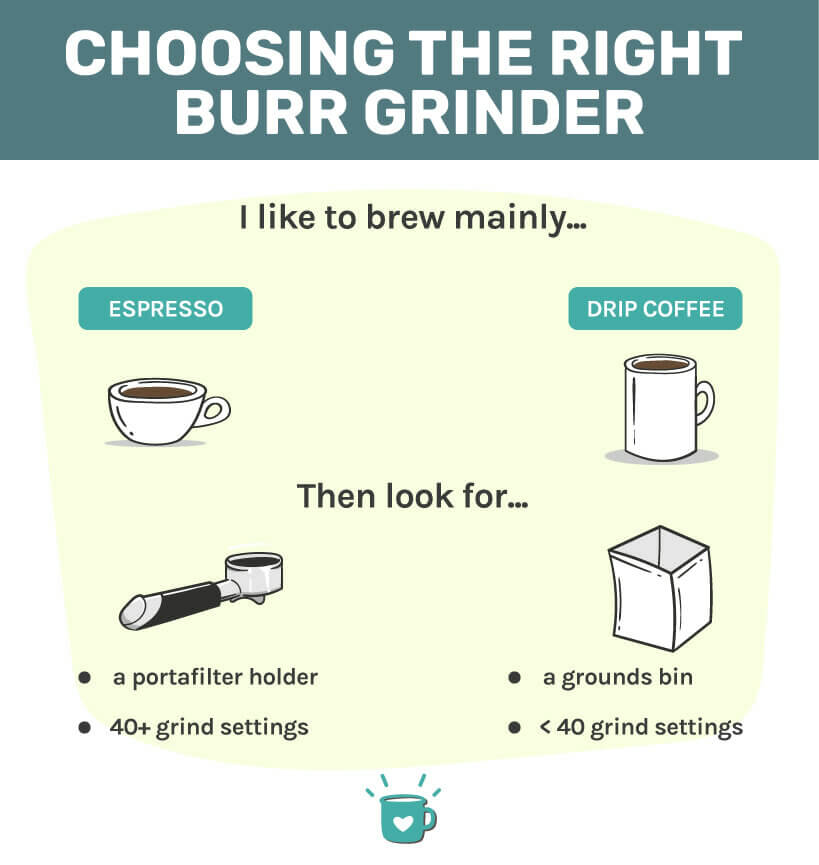 CHOOSING THE RIGHT
BURR GRINDER
I like to brew mainly...
ESPRESSO
DRIP COFFEE
Then look for...
• a portafilter holder
• 40+ grind settings
• a grounds bin
• < 40 grind settings